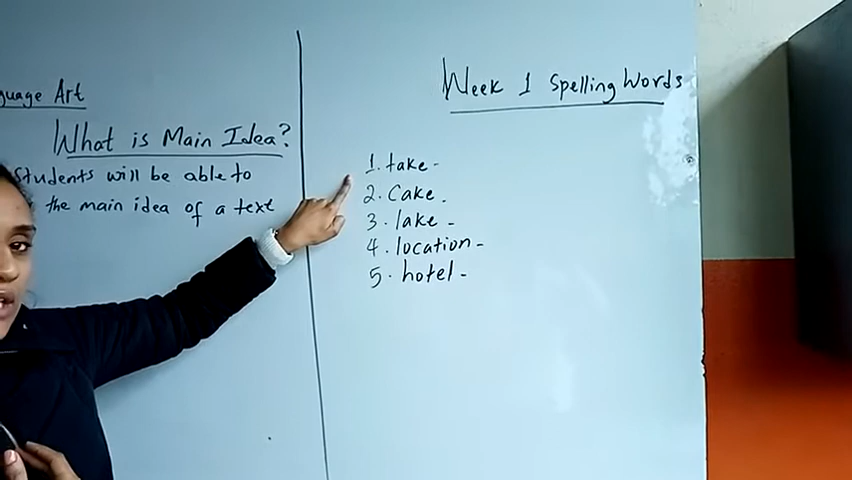 guage Art
What is Main Idea?
Students will be able to
the main idea of a text
Week 1 Spelling Words
1. take -
2. Cake .
3. lake -
4. location -
5. hotel -